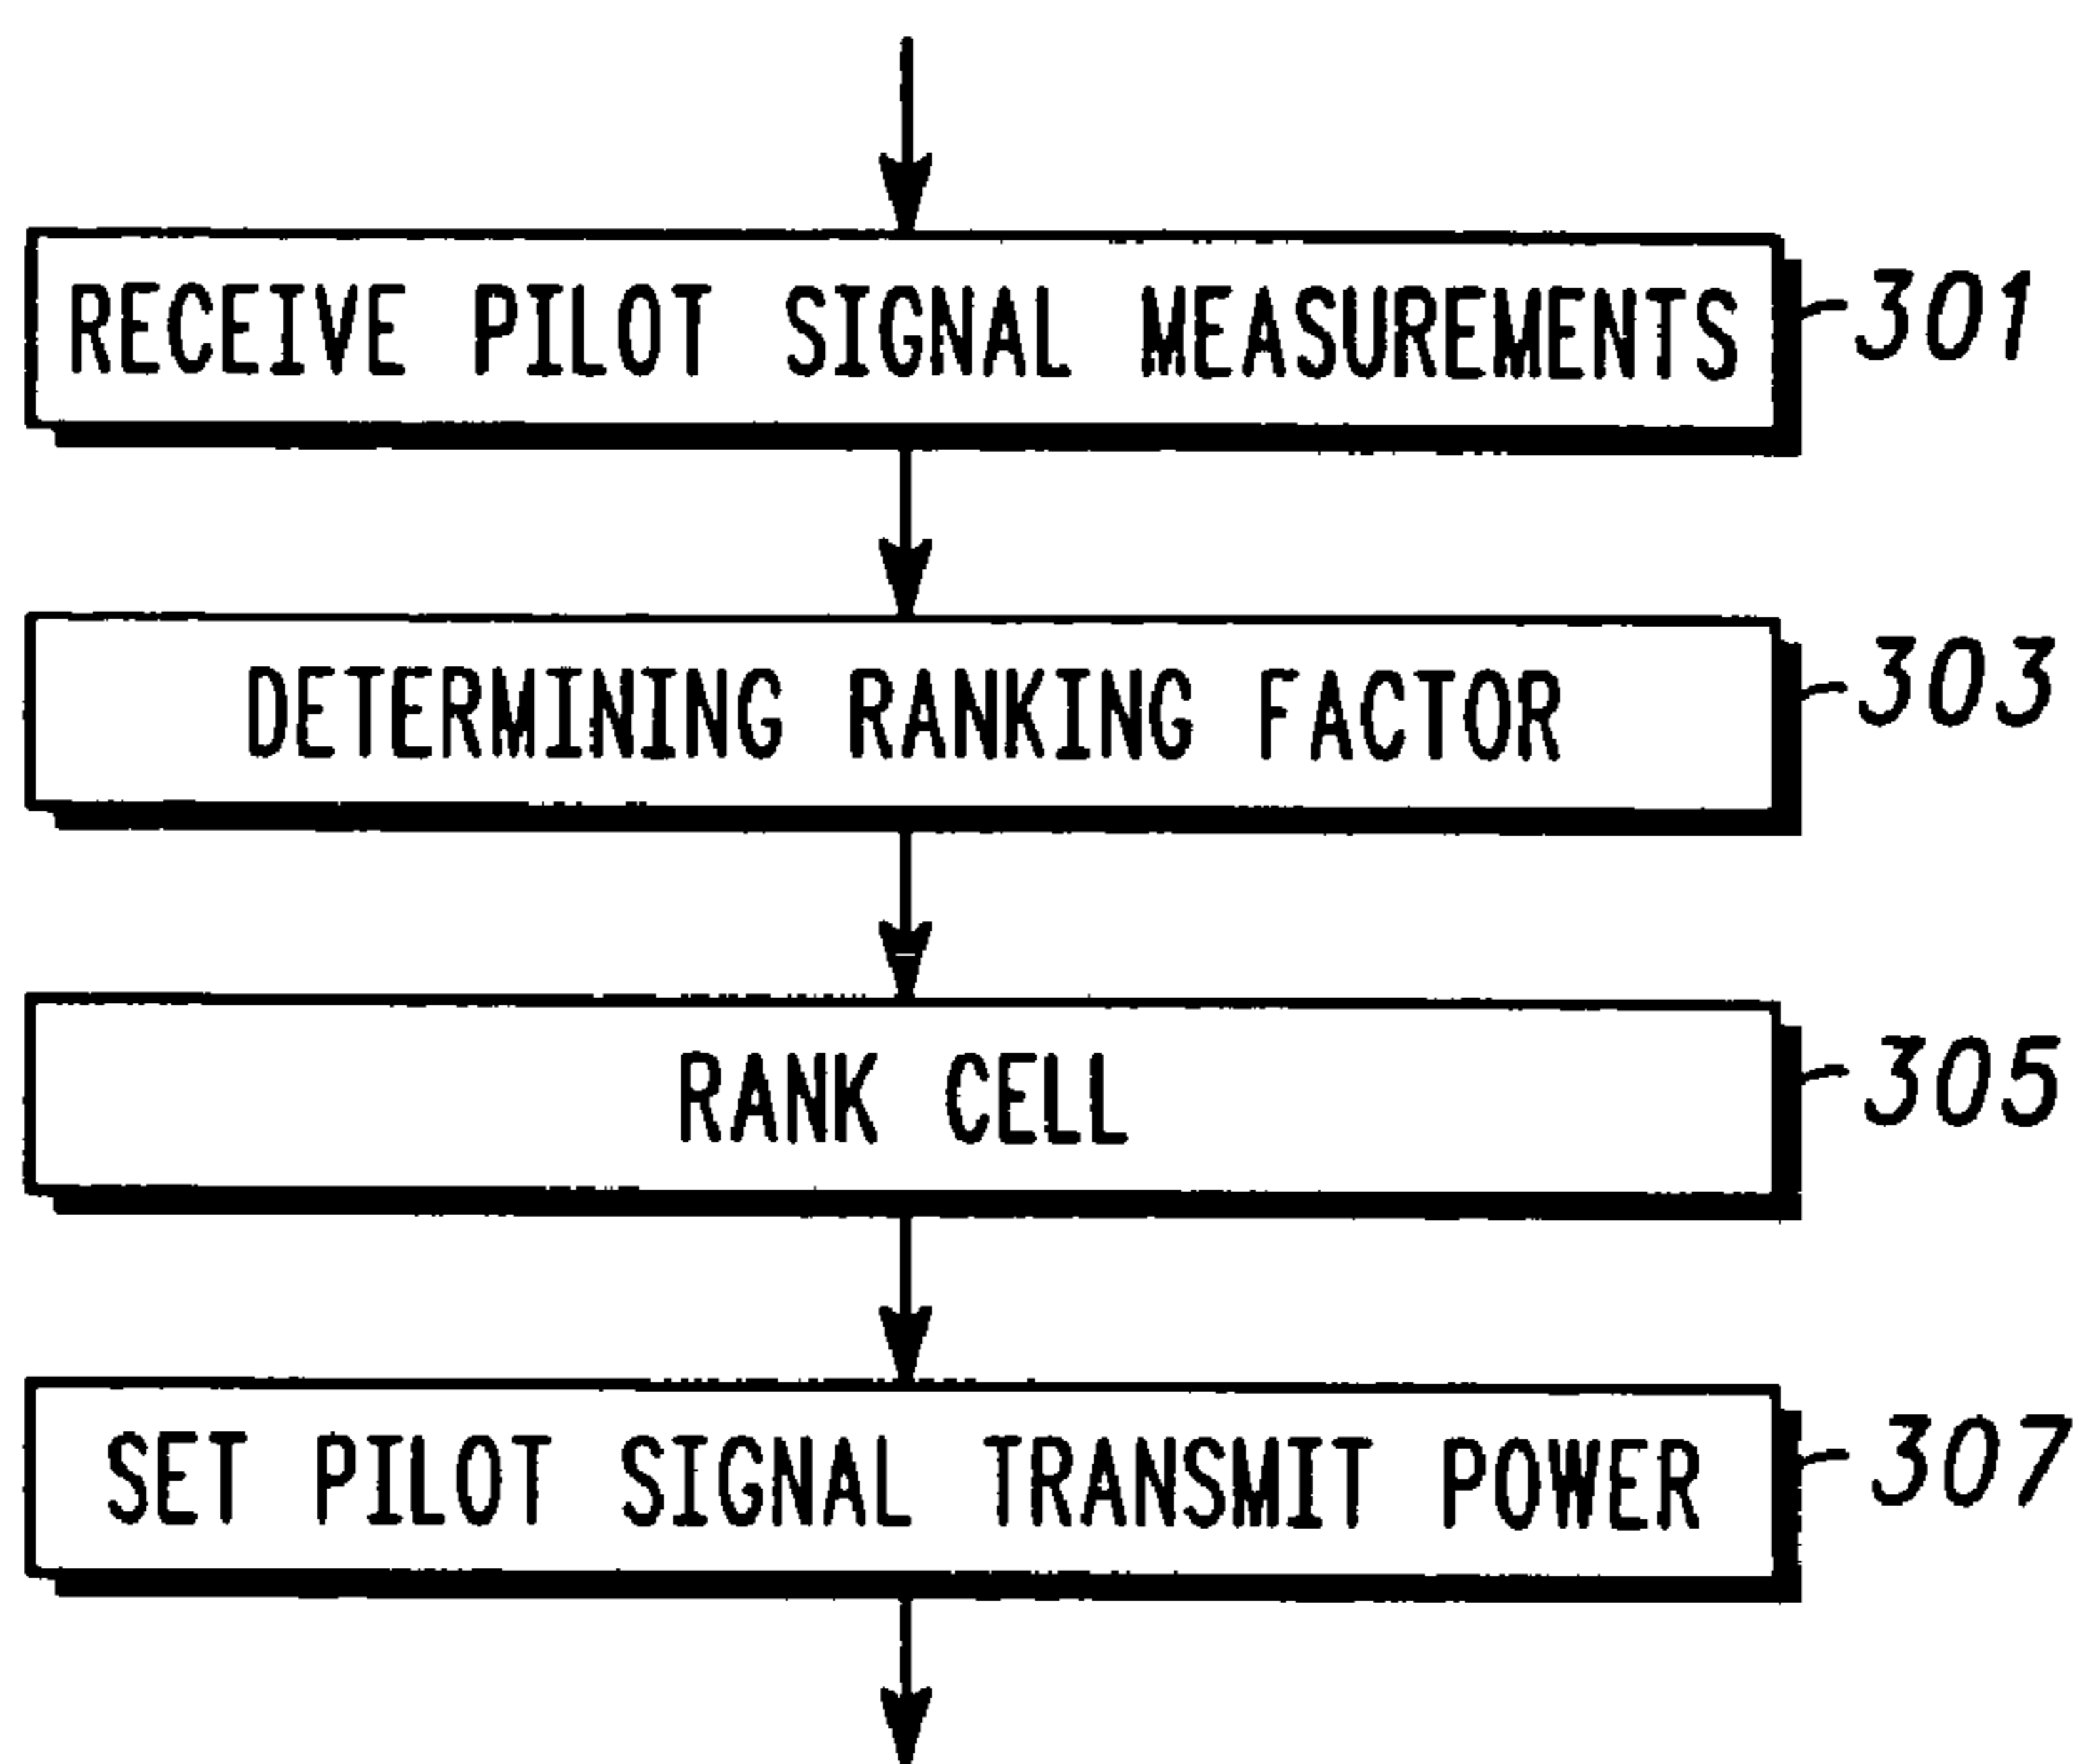 RECEIVE PILOT SIGNAL MEASUREMENTS 301
DETERMINING RANKING FACTOR 303
RANK CELL 305
SET PILOT SIGNAL TRANSMIT POWER 307